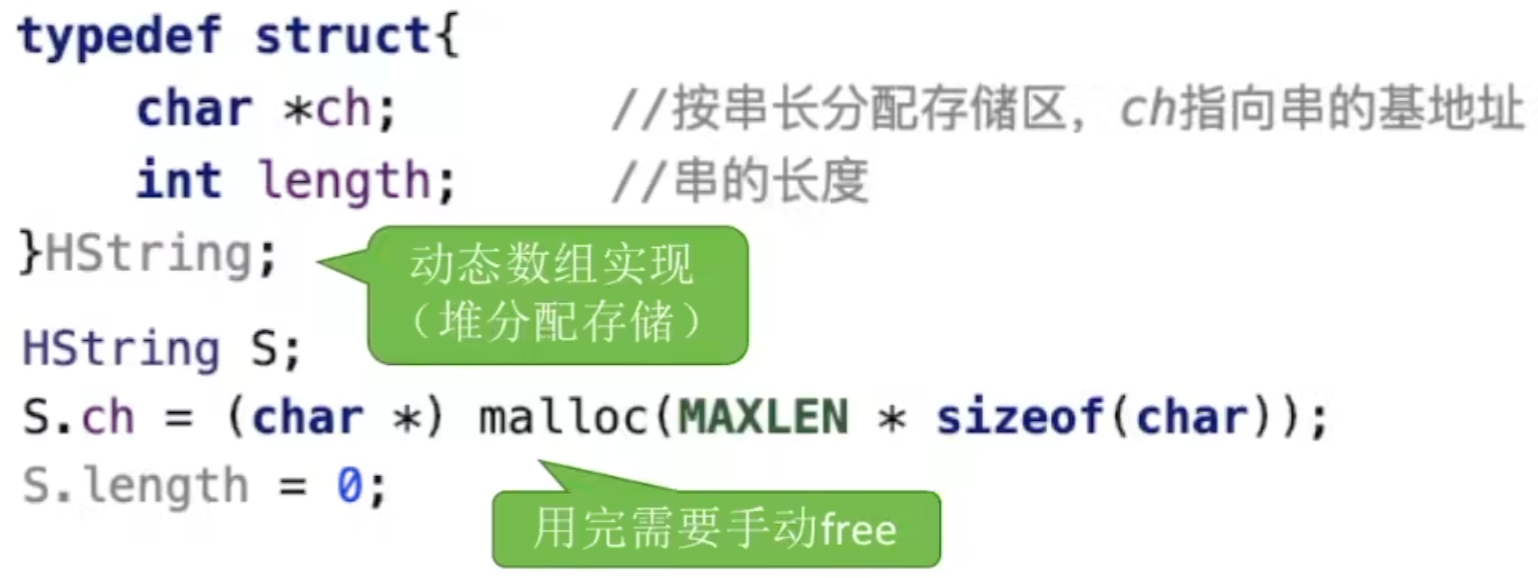 typedef struct{
char *ch; //按串长分配存储区，ch指向串的基地址
int length; //串的长度
}HString;
动态数组实现
（堆分配存储）
HString S;
S.ch = (char *) malloc(MAXLEN * sizeof(char));
S.length = 0;
用完需要手动free